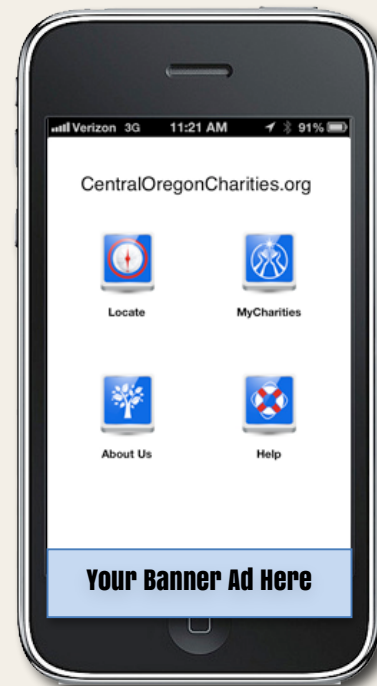 Verizon 3G 11:21 AM 91%
CentralOregonCharities.org
Locate MyCharities
About Us Help
Your Banner Ad Here